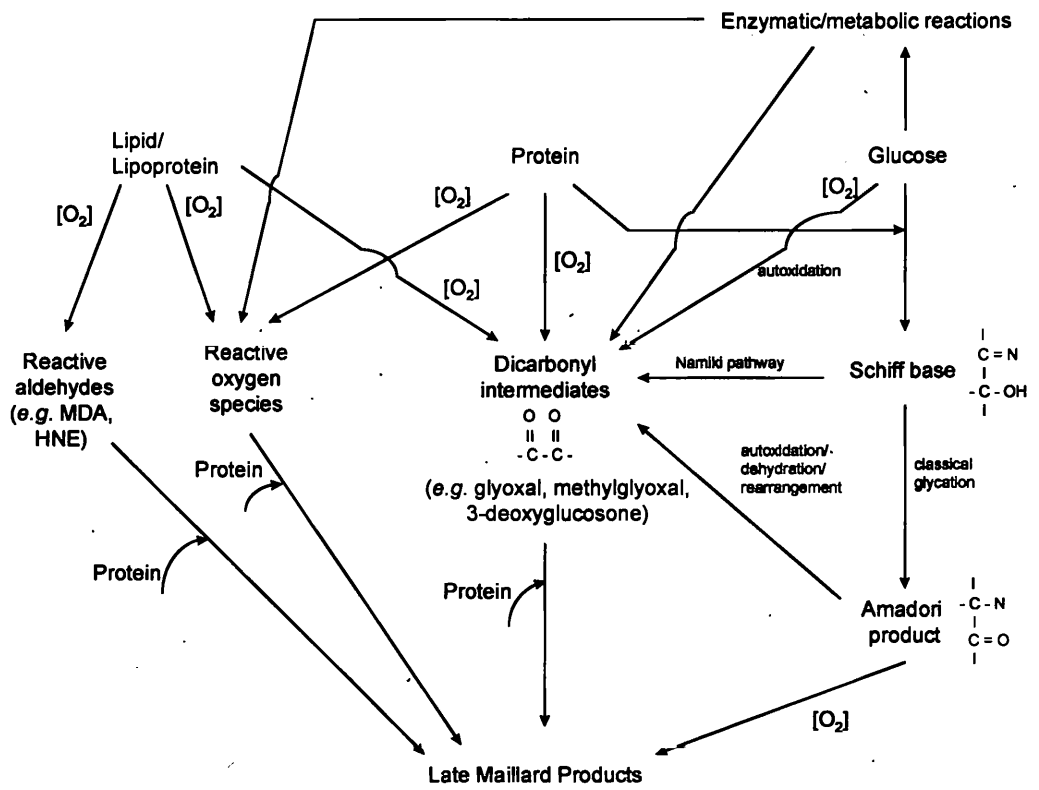 Enzymatic/metabolic reactions
Lipid/
Lipoprotein
Protein
Glucose
[O₂]
[O₂]
[O₂]
[O₂]
[O₂]
[O₂]
autoxidation
Reactive
aldehydes
(e.g. MDA,
HNE)
Reactive
oxygen
species
Dicarbonyl
intermediates
O O
-C-C-
(e.g. glyoxal, methylglyoxal,
3-deoxyglucosone)
Namiki pathway
Schiff base
C=N
-C-OH
autoxidation/
dehydration/
rearrangement
classical
glycation
Protein
Protein
Protein
Amadori
product
-C-N
C=O
[O₂]
Late Maillard Products